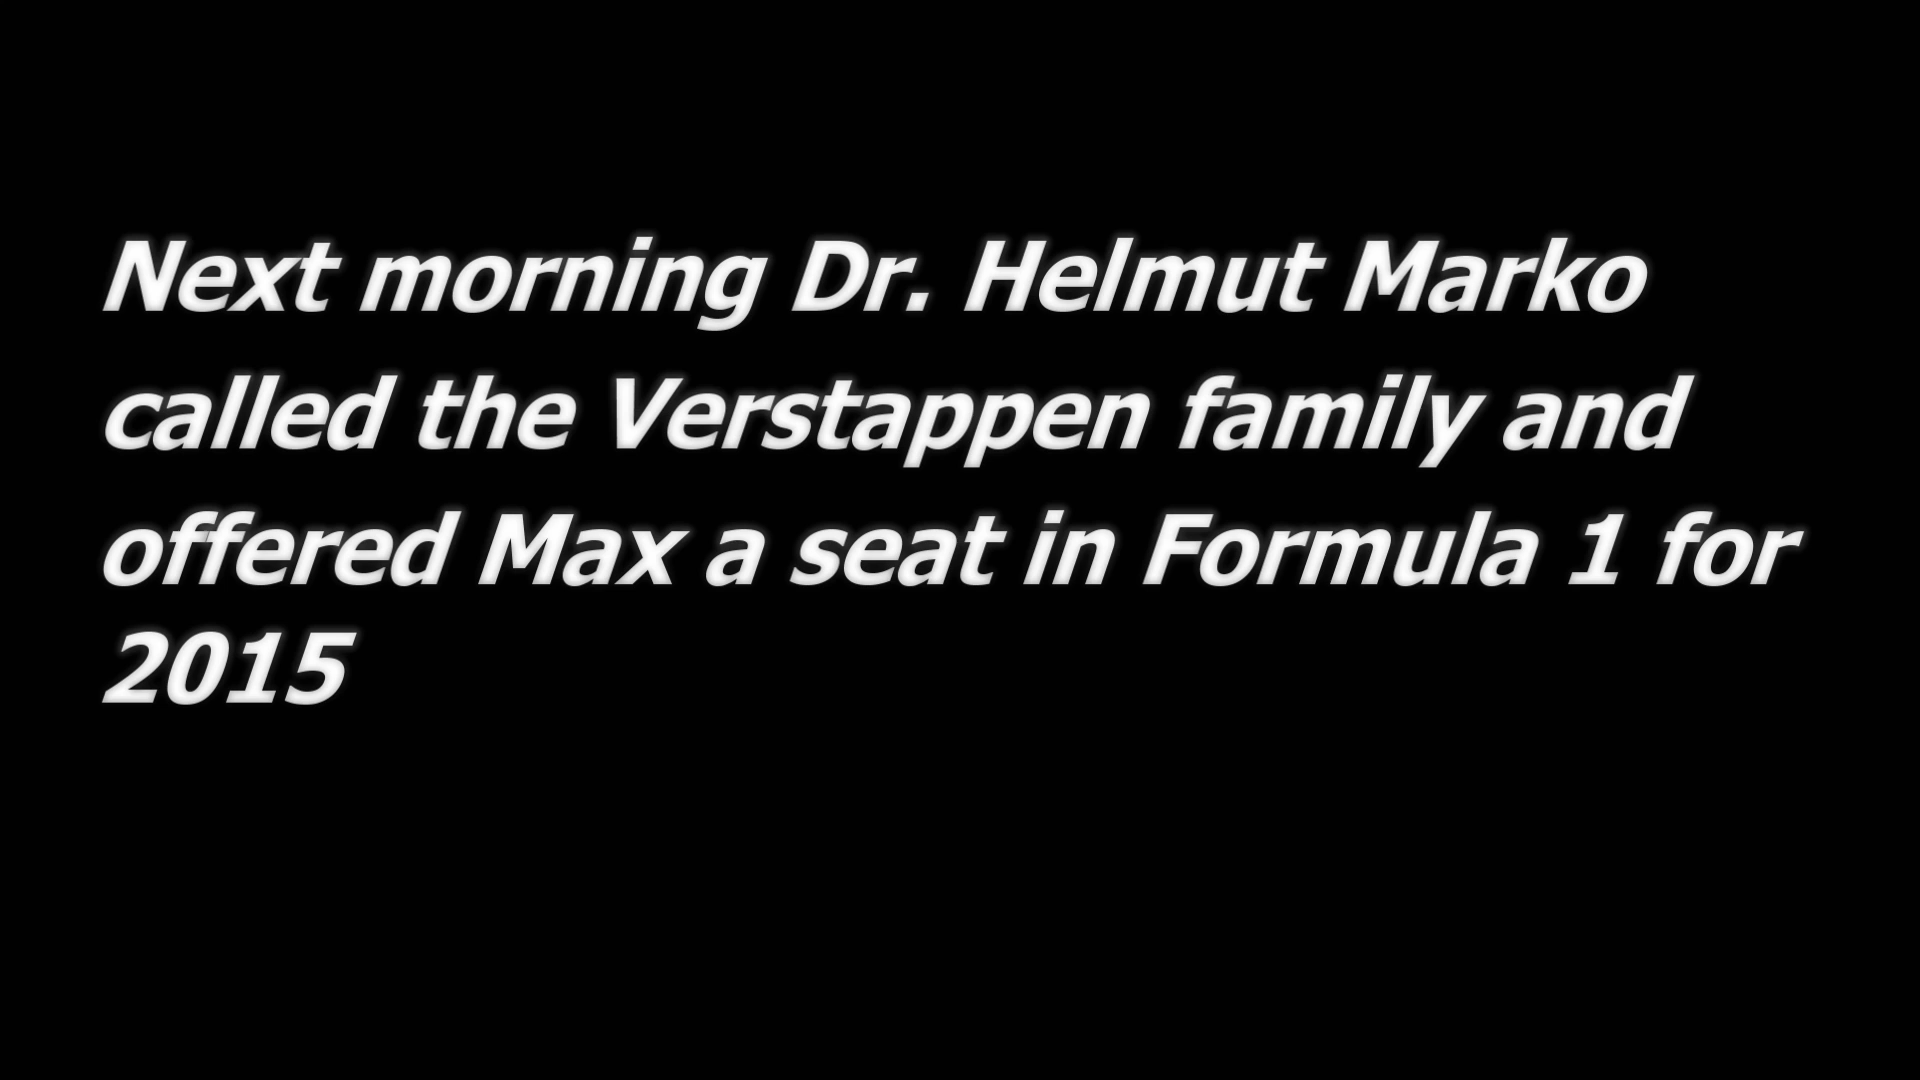 Next morning Dr. Helmut Marko
called the Verstappen family and
offered Max a seat in Formula 1 for
2015